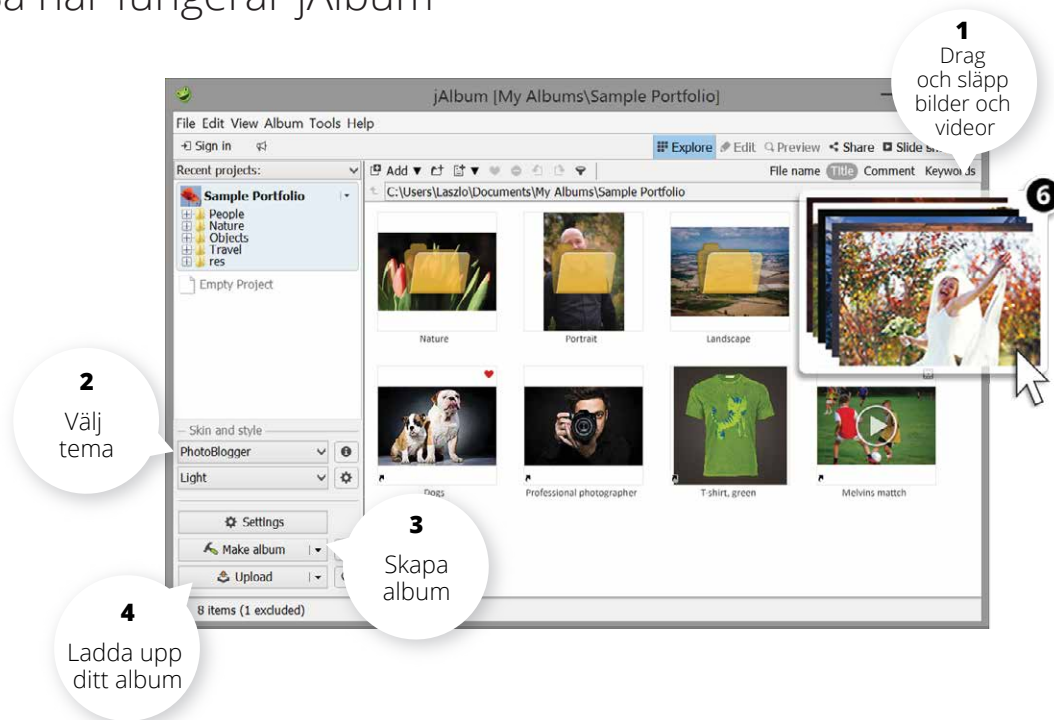 så här fungerar jAlbum
1
Drag
och släpp
bilder och
videor
jAlbum [My Albums\Sample Portfolio]
File Edit View Album Tools Help
Sign in
Explore Edit Preview Share Slide
Recent projects:
Add
File name Title Comment Keywords
C:\Users\Laszlo\Documents\My Albums\Sample Portfolio
Sample Portfolio
People
Nature
Objects
Travel
res
Empty Project
6
Nature
Portrait
Landscape
2
Välj
tema
Skin and style
PhotoBlogger
Light
Dogs
Professional photographer
T-shirt, green
Melvins mattch
Settings
Make album
Upload
3
Skapa
album
4
Ladda upp
ditt album
8 items (1 excluded)